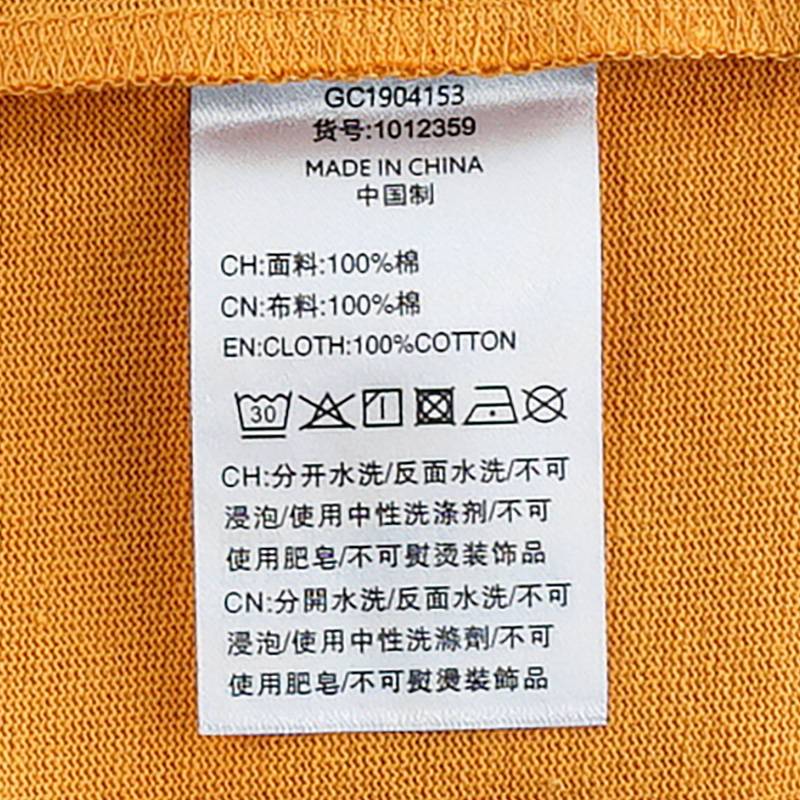 GC1904153
货号:1012359
MADE IN CHINA
中国制
CH:面料:100%棉
CN:布料:100%棉
EN:CLOTH:100%COTTON
30
CH:分开水洗/反面水洗/不可
浸泡/使用中性洗涤剂/不可
使用肥皂/不可熨烫装饰品
CN:分開水洗/反面水洗/不可
浸泡/使用中性洗滌劑/不可
使用肥皂/不可熨燙裝飾品